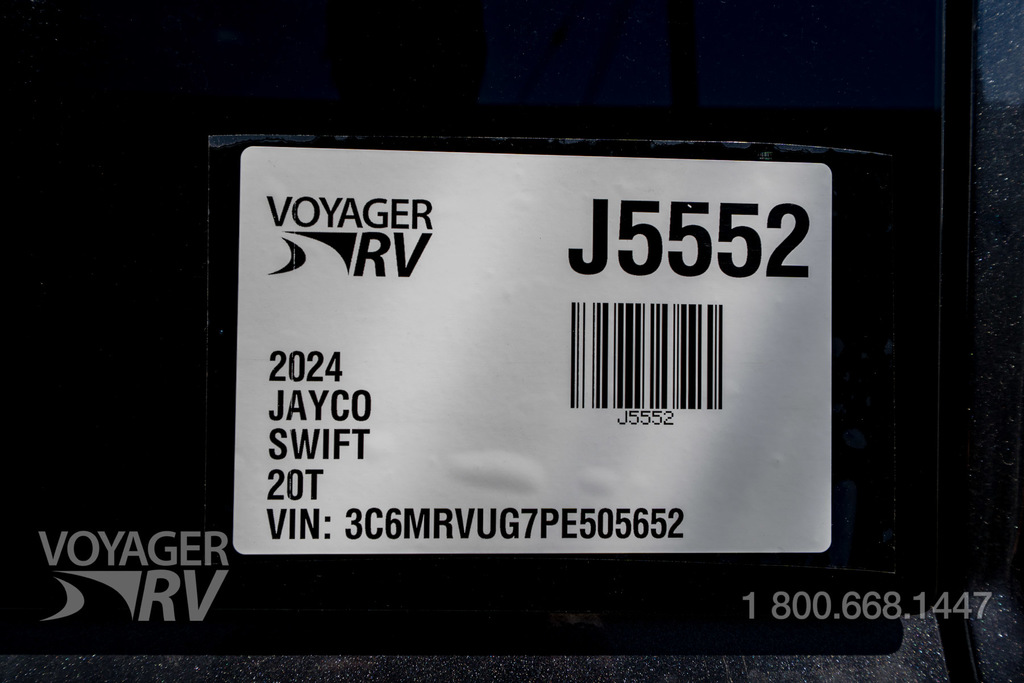 VOYAGER
RV
J5552
J5552
2024
JAYCO
SWIFT
20T
VIN: 3C6MRVUG7PE505652
VOYAGER
RV
1 800.668.1447